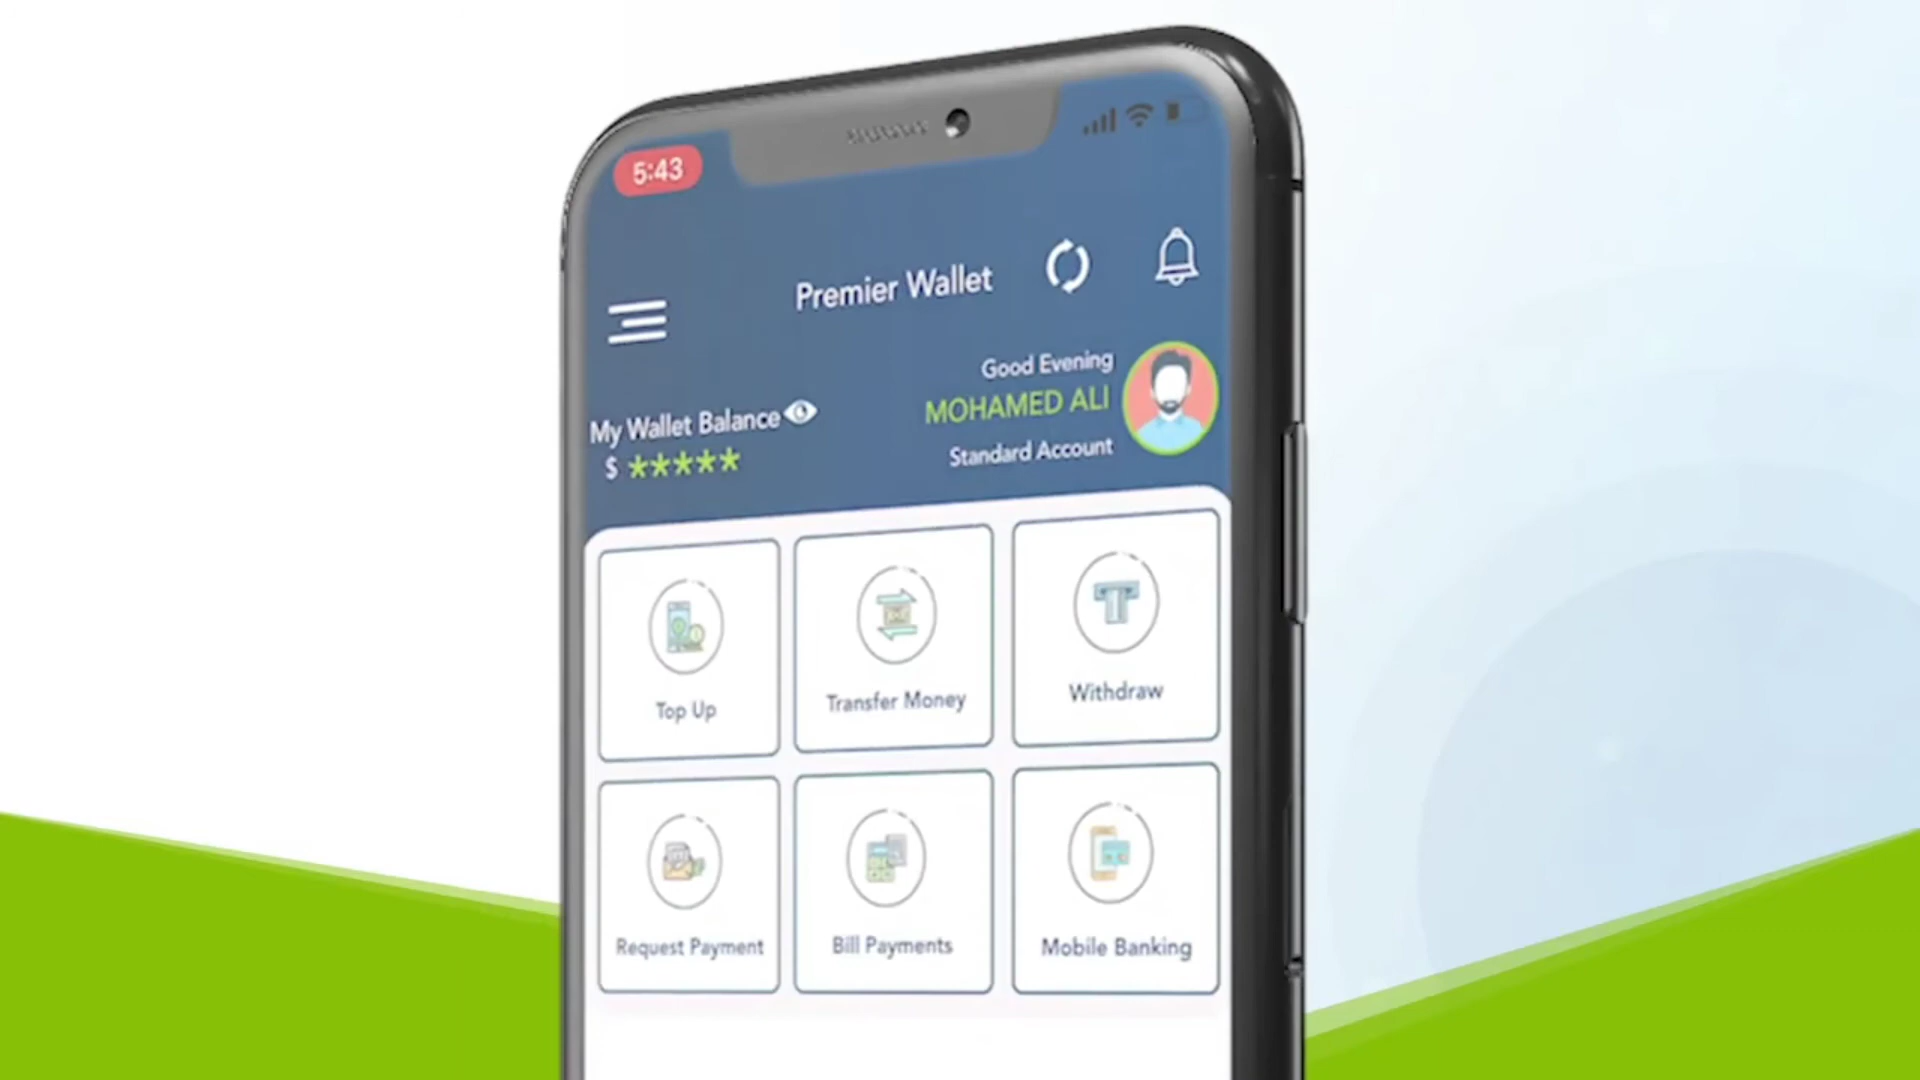 5:43
Premier Wallet
Good Evening
MOHAMED ALI
Standard Account
My Wallet Balance
$ *****
Top Up
Transfer Money
Withdraw
Request Payment
Bill Payments
Mobile Banking